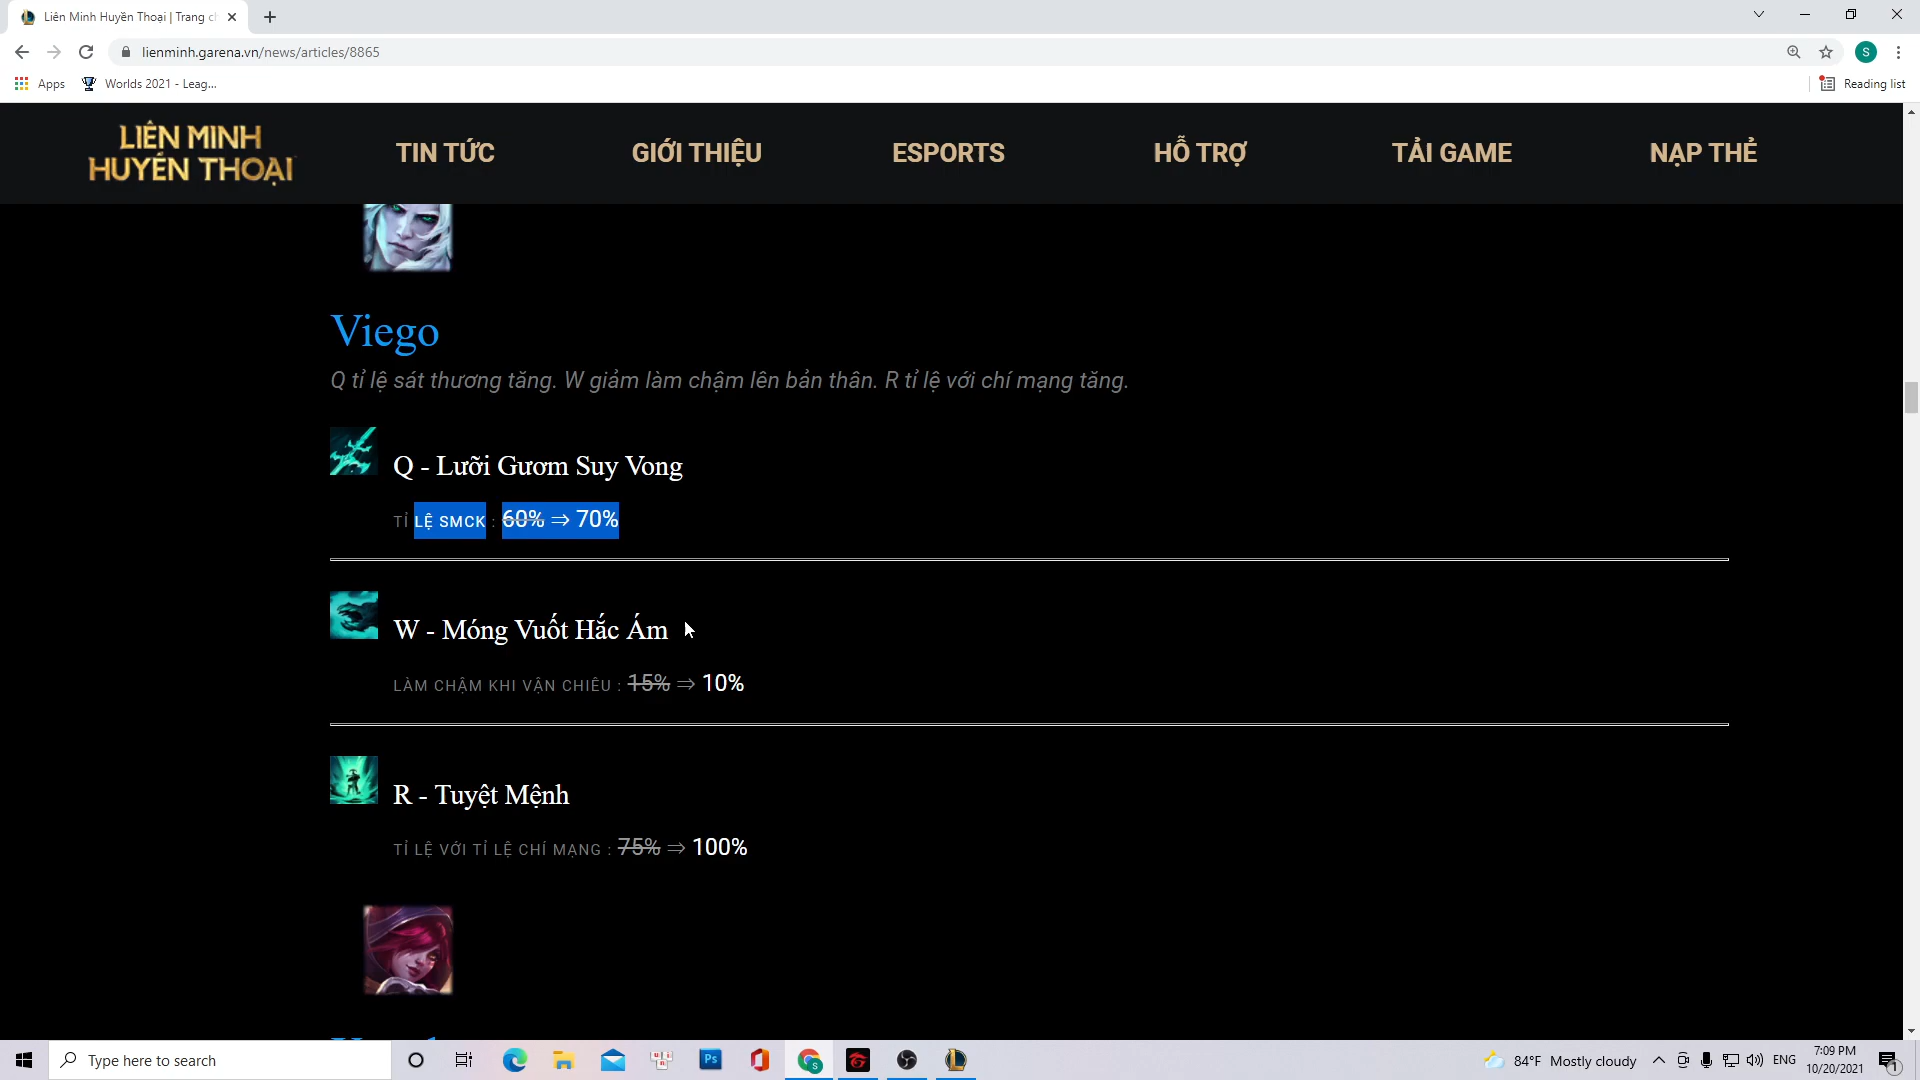 Liên Minh Huyền Thoại | Trang ch
lienminh.garena.vn/news/articles/8865
S
Apps
Worlds 2021 - Leag...
Reading list
LIÊN MINH
HUYỀN THOẠI
TIN TỨC
GIỚI THIỆU
ESPORTS
HỖ TRỢ
TẢI GAME
NẠP THẺ
Viego
Q tỉ lệ sát thương tăng. W giảm làm chậm lên bản thân. R tỉ lệ với chí mạng tăng.
Q - Lưỡi Gươm Suy Vong
TỈ LỆ SMCK : 60% ⇒ 70%
W - Móng Vuốt Hắc Ám
LÀM CHẬM KHI VẬN CHIÊU : 15% ⇒ 10%
R - Tuyệt Mệnh
TỈ LỆ VỚI TỈ LỆ CHÍ MẠNG : 75% ⇒ 100%
Type here to search
Ps
84°F Mostly cloudy
ENG
7:09 PM
10/20/2021
1